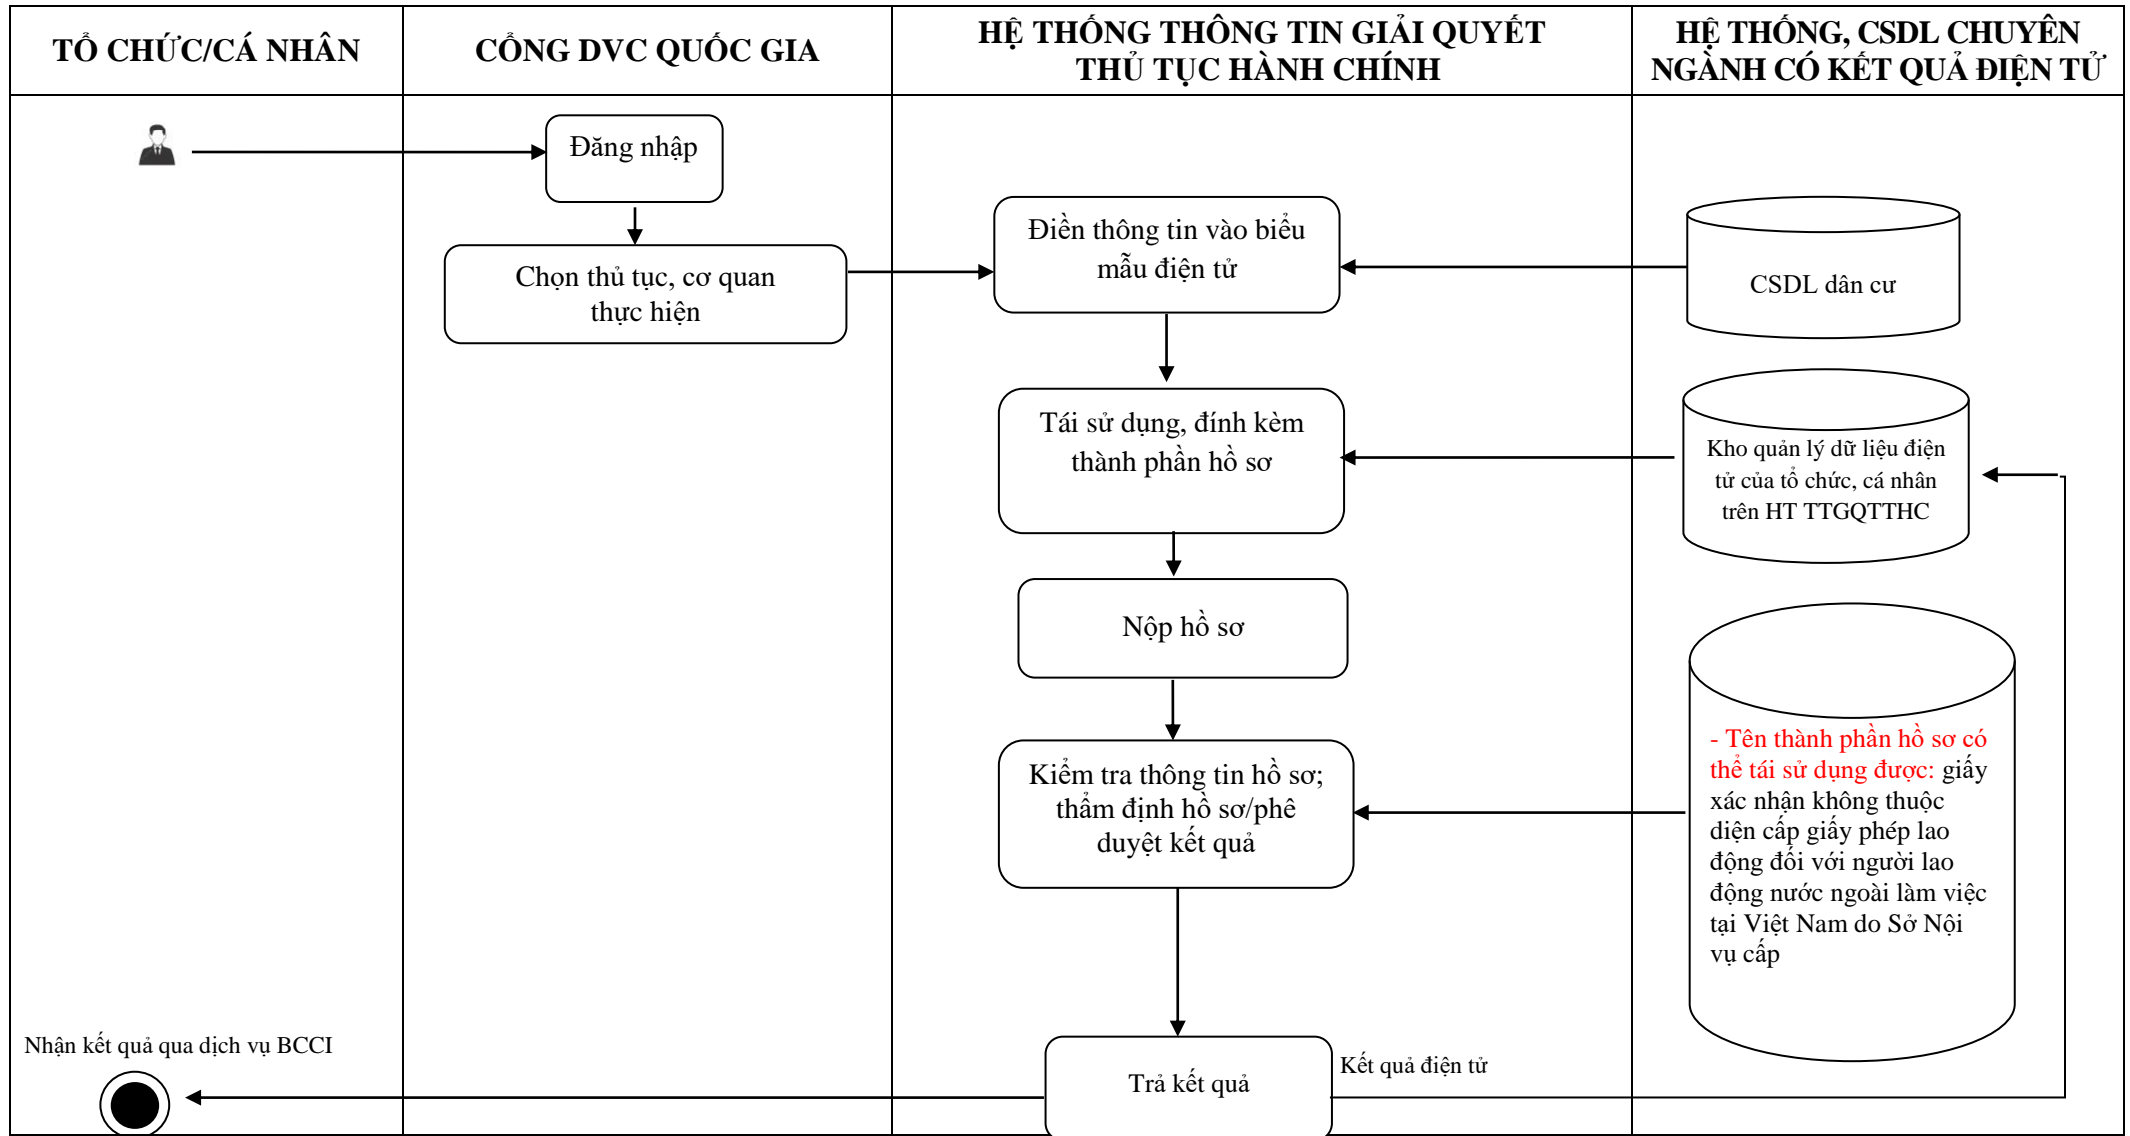 TỔ CHỨC/CÁ NHÂN
CỔNG DVC QUỐC GIA
HỆ THỐNG THÔNG TIN GIẢI QUYẾT
THỦ TỤC HÀNH CHÍNH
HỆ THỐNG, CSDL CHUYÊN
NGÀNH CÓ KẾT QUẢ ĐIỆN TỬ
Đăng nhập
Chọn thủ tục, cơ quan
thực hiện
Điền thông tin vào biểu
mẫu điện tử
CSDL dân cư
Tái sử dụng, đính kèm
thành phần hồ sơ
Kho quản lý dữ liệu điện
tử của tổ chức, cá nhân
trên HT TTGQTTHC
Nộp hồ sơ
Kiểm tra thông tin hồ sơ;
thẩm định hồ sơ/phê
duyệt kết quả
- Tên thành phần hồ sơ có
thể tái sử dụng được: giấy
xác nhận không thuộc
diện cấp giấy phép lao
động đối với người lao
động nước ngoài làm việc
tại Việt Nam do Sở Nội
vụ cấp
Nhận kết quả qua dịch vụ BCCI
Trả kết quả
Kết quả điện tử